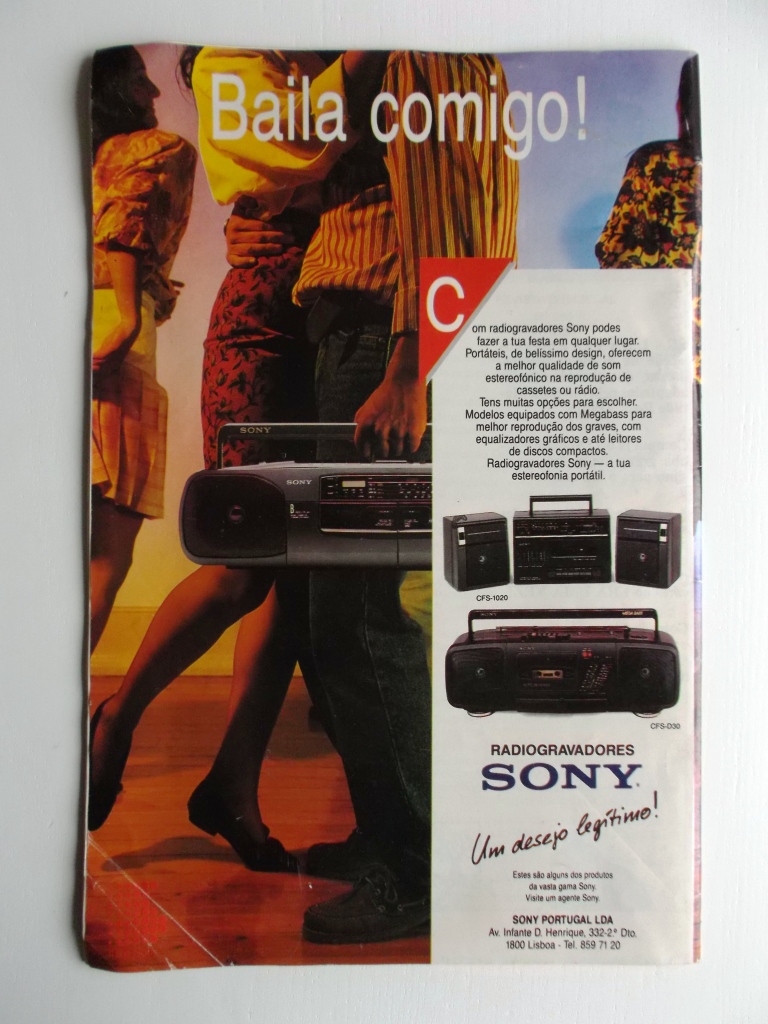 Baila comigo!
Com radiogravadores Sony podes
fazer a tua festa em qualquer lugar.
Portáteis, de belíssimo design, oferecem
a melhor qualidade de som
estereofónico na reprodução de
cassetes ou rádio.
Tens muitas opções para escolher.
Modelos equipados com Megabass para
melhor reprodução dos graves, com
equalizadores gráficos e até leitores
de discos compactos.
Radiogravadores Sony — a tua
estereofonia portátil.
SONY
SONY
CFS-1020
CFS-D30
RADIOGRAVADORES
SONY
Um desejo legítimo!
Estes são alguns dos produtos
da vasta gama Sony.
Visite um agente Sony.
SONY PORTUGAL LDA
Av. Infante D. Henrique, 332-2.º Dto.
1800 Lisboa - Tel. 859 71 20